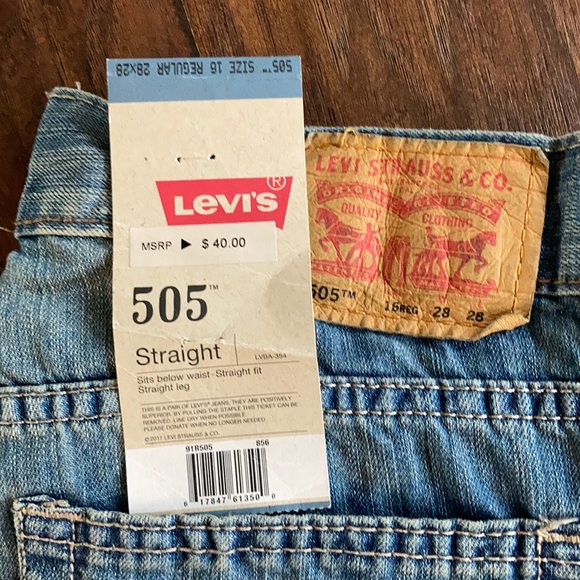 505™ SIZE 16 REGULAR 28x28
LEVI'S®
MSRP ▶ $ 40.00
505™
Straight
LVBA-354
Sits below waist · Straight fit
Straight leg
THIS IS A PAIR OF LEVI'S® JEANS. THEY ARE POSITIVELY
SUPERIOR. BY PULLING THE STAPLE THIS TICKET CAN BE
REMOVED. LINE DRY WHEN POSSIBLE.
PLEASE DONATE WHEN NO LONGER NEEDED.
©2011 LEVI STRAUSS & CO.
91R505 856
6 17847 61350 0
LEVI STRAUSS & CO.
QUALITY CLOTHING
505™ 16REG 28 28